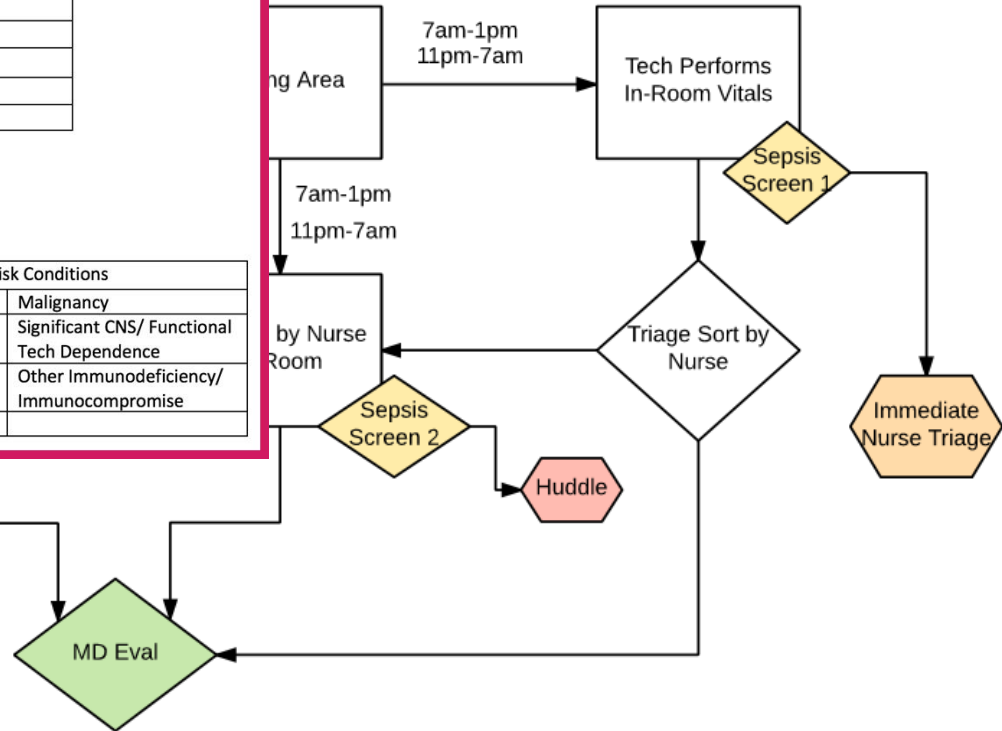 7am-1pm
11pm-7am
Area
Tech Performs
In-Room Vitals
Sepsis
Screen 1
7am-1pm
11pm-7am
Conditions
Malignancy
Significant CNS/ Functional
Tech Dependence
Other Immunodeficiency/
Immunocompromise
by Nurse
Room
Triage Sort by
Nurse
Sepsis
Screen 2
Immediate
Nurse Triage
Huddle
MD Eval